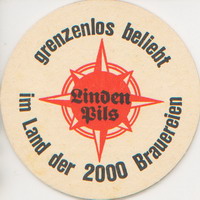 grenzenlos beliebt
Linden
Pils
im Land der 2000 Brauereien